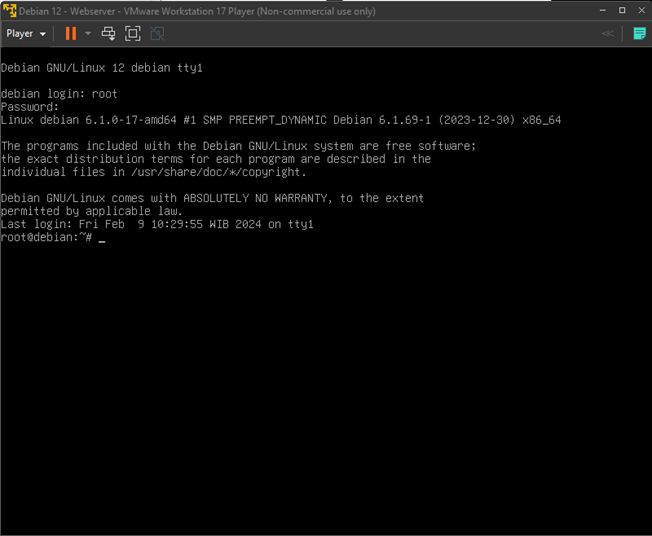 Debian 12 - Webserver - VMware Workstation 17 Player (Non-commercial use only)
Player
Debian GNU/Linux 12 debian tty1
debian login: root
Password:
Linux debian 6.1.0-17-amd64 #1 SMP PREEMPT_DYNAMIC Debian 6.1.69-1 (2023-12-30) x86_64
The programs included with the Debian GNU/Linux system are free software;
the exact distribution terms for each program are described in the
individual files in /usr/share/doc/*/copyright.
Debian GNU/Linux comes with ABSOLUTELY NO WARRANTY, to the extent
permitted by applicable law.
Last login: Fri Feb  9 10:29:55 WIB 2024 on tty1
root@debian:~# _